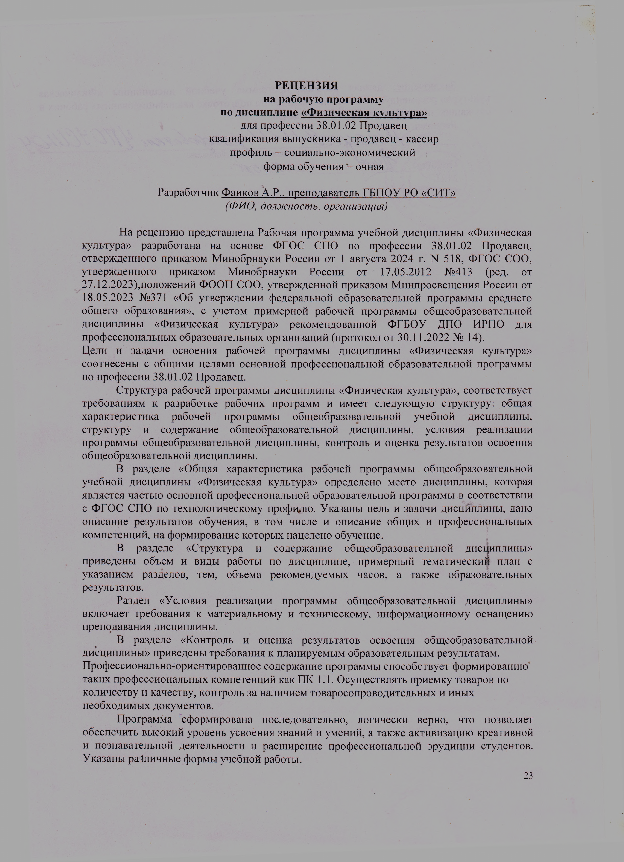 РЕЦЕНЗИЯ
на рабочую программу
по дисциплине «Физическая культура»
для профессии 38.01.02 Продавец
квалификация выпускника - продавец - кассир
профиль – социально-экономический
форма обучения - очная
Разработчик Фаиков А.Р., преподаватель ГБПОУ РО «СИТ»
(ФИО, должность, организация)
На рецензию представлена Рабочая программа учебной дисциплины «Физическая
культура» разработана на основе ФГОС СПО по профессии 38.01.02 Продавец,
отвержденного приказом Минобрнауки России от 1 августа 2024 г. N 518, ФГОС СОО,
утвержденного приказом Минобрнауки России от 17.05.2012 №413 (ред. от
27.12.2023),положений ФООП СОО, утвержденной приказом Минпросвещения России от
18.05.2023 №371 «Об утверждении федеральной образовательной программы среднего
общего образования», с учетом примерной рабочей программы общеобразовательной
дисциплины «Физическая культура» рекомендованной ФГБОУ ДПО ИРПО для
профессиональных образовательных организаций (протокол от 30.11.2022 № 14).
Цели и задачи освоения рабочей программы дисциплины «Физическая культура»
соотнесены с общими целями основной профессиональной образовательной программы
по профессии 38.01.02 Продавец.
Структура рабочей программы дисциплины «Физическая культура», соответствует
требованиям к разработке рабочих программ и имеет следующую структуру: общая
характеристика рабочей программы общеобразовательной учебной дисциплины,
структуру и содержание общеобразовательной дисциплины, условия реализации
программы общеобразовательной дисциплины, контроль и оценка результатов освоения
общеобразовательной дисциплины.
В разделе «Общая характеристика рабочей программы общеобразовательной
учебной дисциплины «Физическая культура» определено место дисциплины, которая
является частью основной профессиональной образовательной программы в соответствии
с ФГОС СПО по технологическому профилю. Указаны цель и задачи дисциплины, дано
описание результатов обучения, в том числе и описание общих и профессиональных
компетенций, на формирование которых нацелено обучение.
В разделе «Структура и содержание общеобразовательной дисциплины»
приведены объем и виды работы по дисциплине, примерный тематический план с
указанием разделов, тем, объема рекомендуемых часов, а также образовательных
результатов.
Раздел «Условия реализации программы общеобразовательной дисциплины»
включает требования к материальному и техническому, информационному оснащению
преподавания дисциплины.
В разделе «Контроль и оценка результатов освоения общеобразовательной
дисциплины» приведены требования к планируемым образовательным результатам.
Профессионально-ориентированное содержание программы способствует формированию
таких профессиональных компетенций как ПК 1.1. Осуществлять приемку товаров по
количеству и качеству, контроль за наличием товаросопроводительных и иных
необходимых документов.
Программа сформирована последовательно, логически верно, что позволяет
обеспечить высокий уровень усвоения знаний и умений, а также активизацию креативной
и познавательной деятельности и расширение профессиональной эрудиции студентов.
Указаны различные формы учебной работы.
23